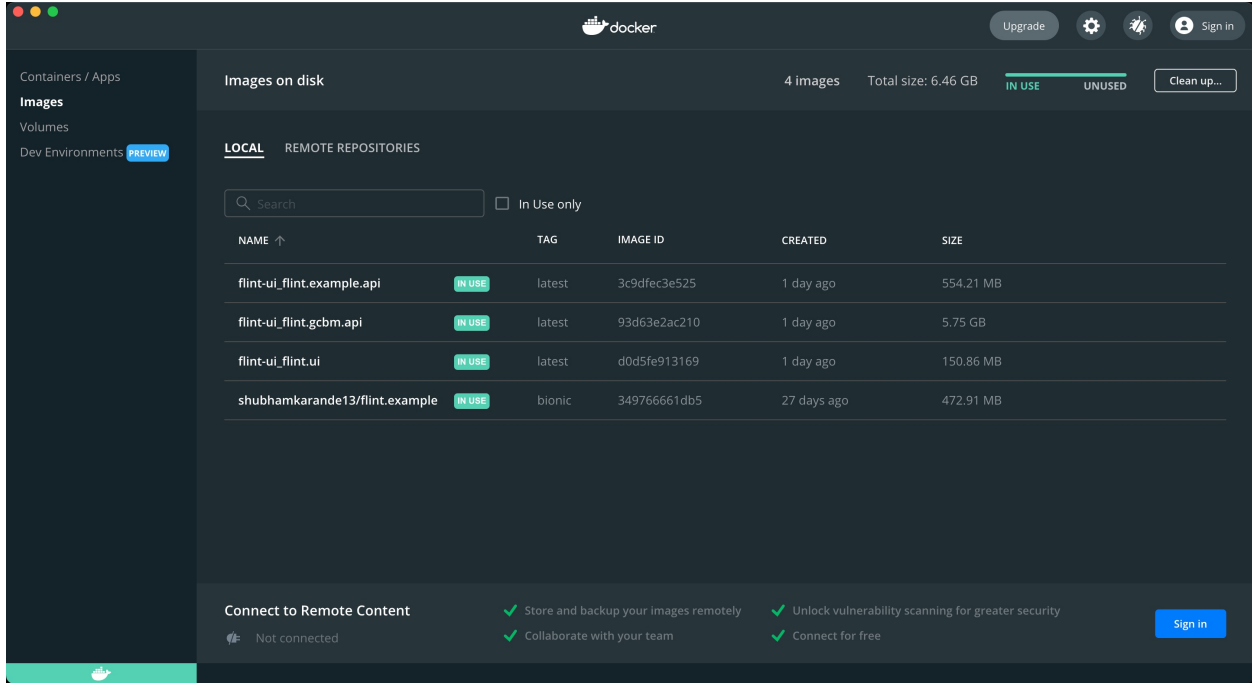 docker
Upgrade
Sign in
Containers / Apps
Images
Volumes
Dev Environments PREVIEW
Images on disk
4 images Total size: 6.46 GB IN USE UNUSED Clean up...
LOCAL REMOTE REPOSITORIES
Search In Use only
NAME TAG IMAGE ID CREATED SIZE
flint-ui_flint.example.api IN USE latest 3c9dfec3e525 1 day ago 554.21 MB
flint-ui_flint.gcbm.api IN USE latest 93d63e2ac210 1 day ago 5.75 GB
flint-ui_flint.ui IN USE latest d0d5fe913169 1 day ago 150.86 MB
shubhamkarande13/flint.example IN USE bionic 349766661db5 27 days ago 472.91 MB
Connect to Remote Content
Not connected
Store and backup your images remotely
Collaborate with your team
Unlock vulnerability scanning for greater security
Connect for free
Sign in